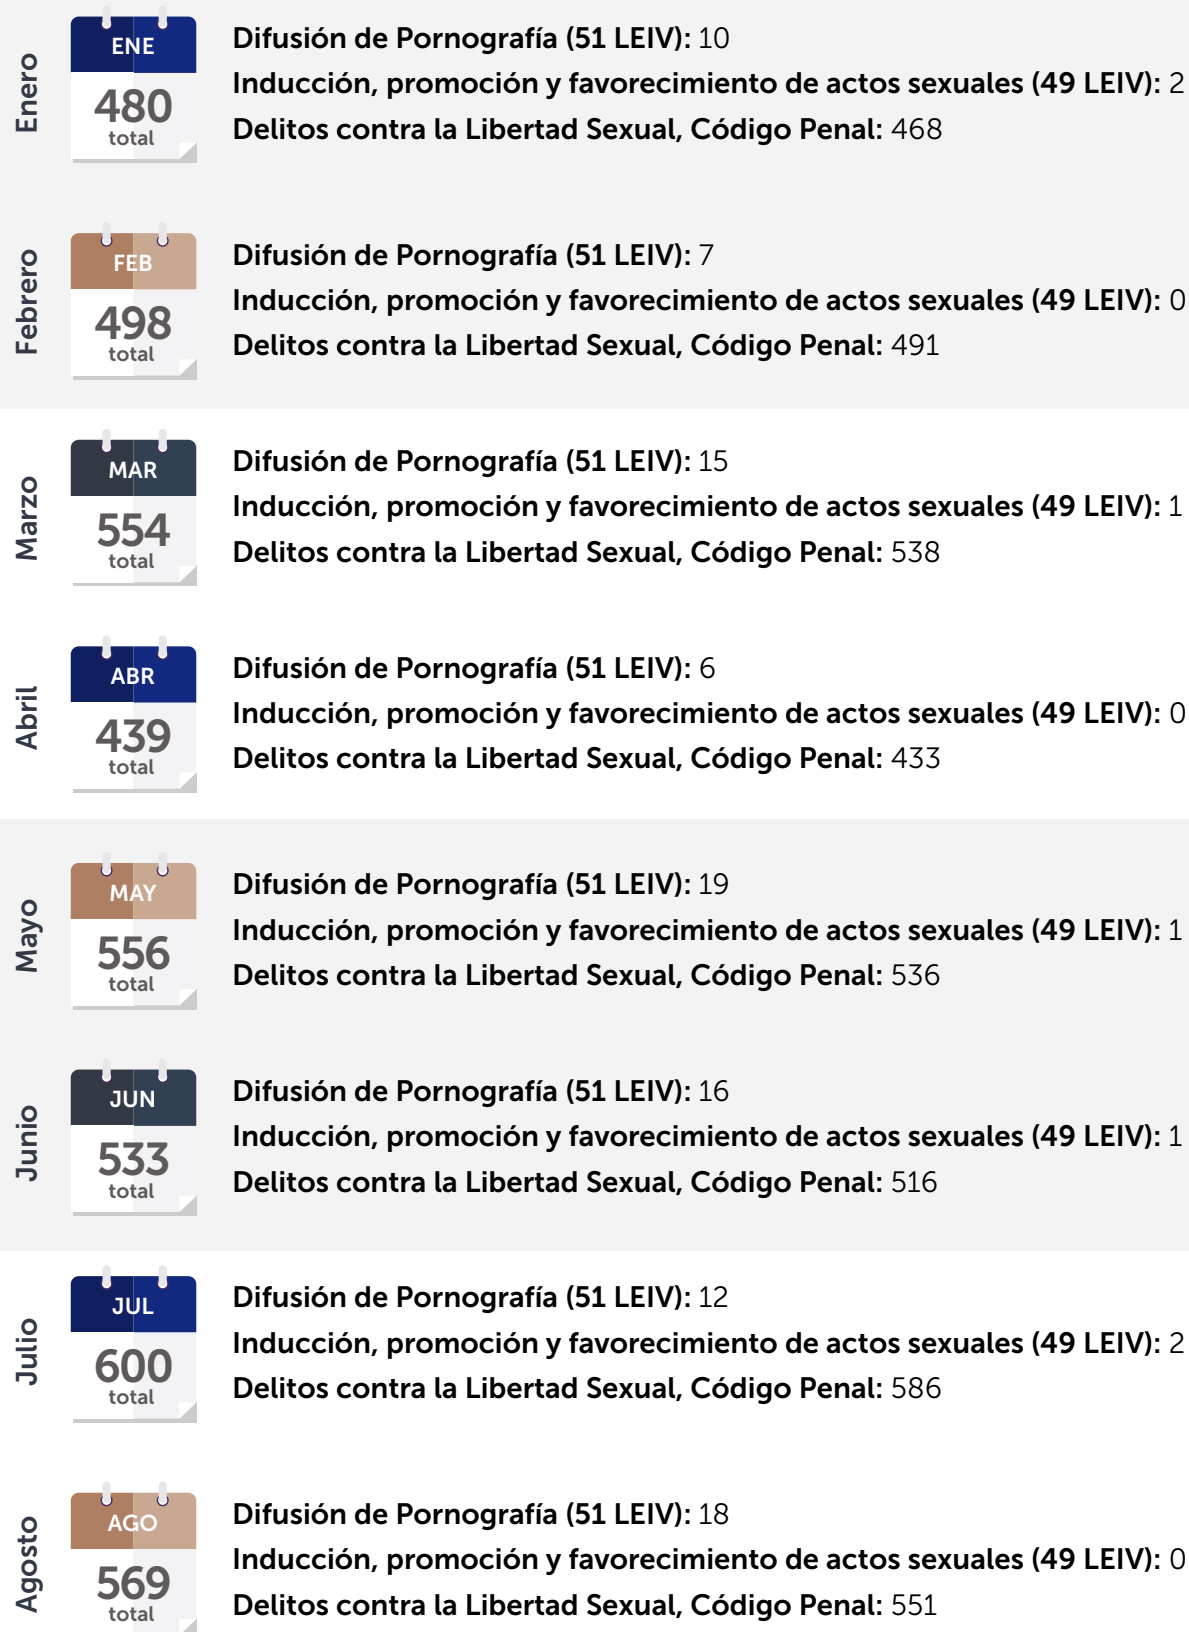 Enero
ENE
480
total
Difusión de Pornografía (51 LEIV): 10
Inducción, promoción y favorecimiento de actos sexuales (49 LEIV): 2
Delitos contra la Libertad Sexual, Código Penal: 468
Febrero
FEB
498
total
Difusión de Pornografía (51 LEIV): 7
Inducción, promoción y favorecimiento de actos sexuales (49 LEIV): 0
Delitos contra la Libertad Sexual, Código Penal: 491
Marzo
MAR
554
total
Difusión de Pornografía (51 LEIV): 15
Inducción, promoción y favorecimiento de actos sexuales (49 LEIV): 1
Delitos contra la Libertad Sexual, Código Penal: 538
Abril
ABR
439
total
Difusión de Pornografía (51 LEIV): 6
Inducción, promoción y favorecimiento de actos sexuales (49 LEIV): 0
Delitos contra la Libertad Sexual, Código Penal: 433
Mayo
MAY
556
total
Difusión de Pornografía (51 LEIV): 19
Inducción, promoción y favorecimiento de actos sexuales (49 LEIV): 1
Delitos contra la Libertad Sexual, Código Penal: 536
Junio
JUN
533
total
Difusión de Pornografía (51 LEIV): 16
Inducción, promoción y favorecimiento de actos sexuales (49 LEIV): 1
Delitos contra la Libertad Sexual, Código Penal: 516
Julio
JUL
600
total
Difusión de Pornografía (51 LEIV): 12
Inducción, promoción y favorecimiento de actos sexuales (49 LEIV): 2
Delitos contra la Libertad Sexual, Código Penal: 586
Agosto
AGO
569
total
Difusión de Pornografía (51 LEIV): 18
Inducción, promoción y favorecimiento de actos sexuales (49 LEIV): 0
Delitos contra la Libertad Sexual, Código Penal: 551